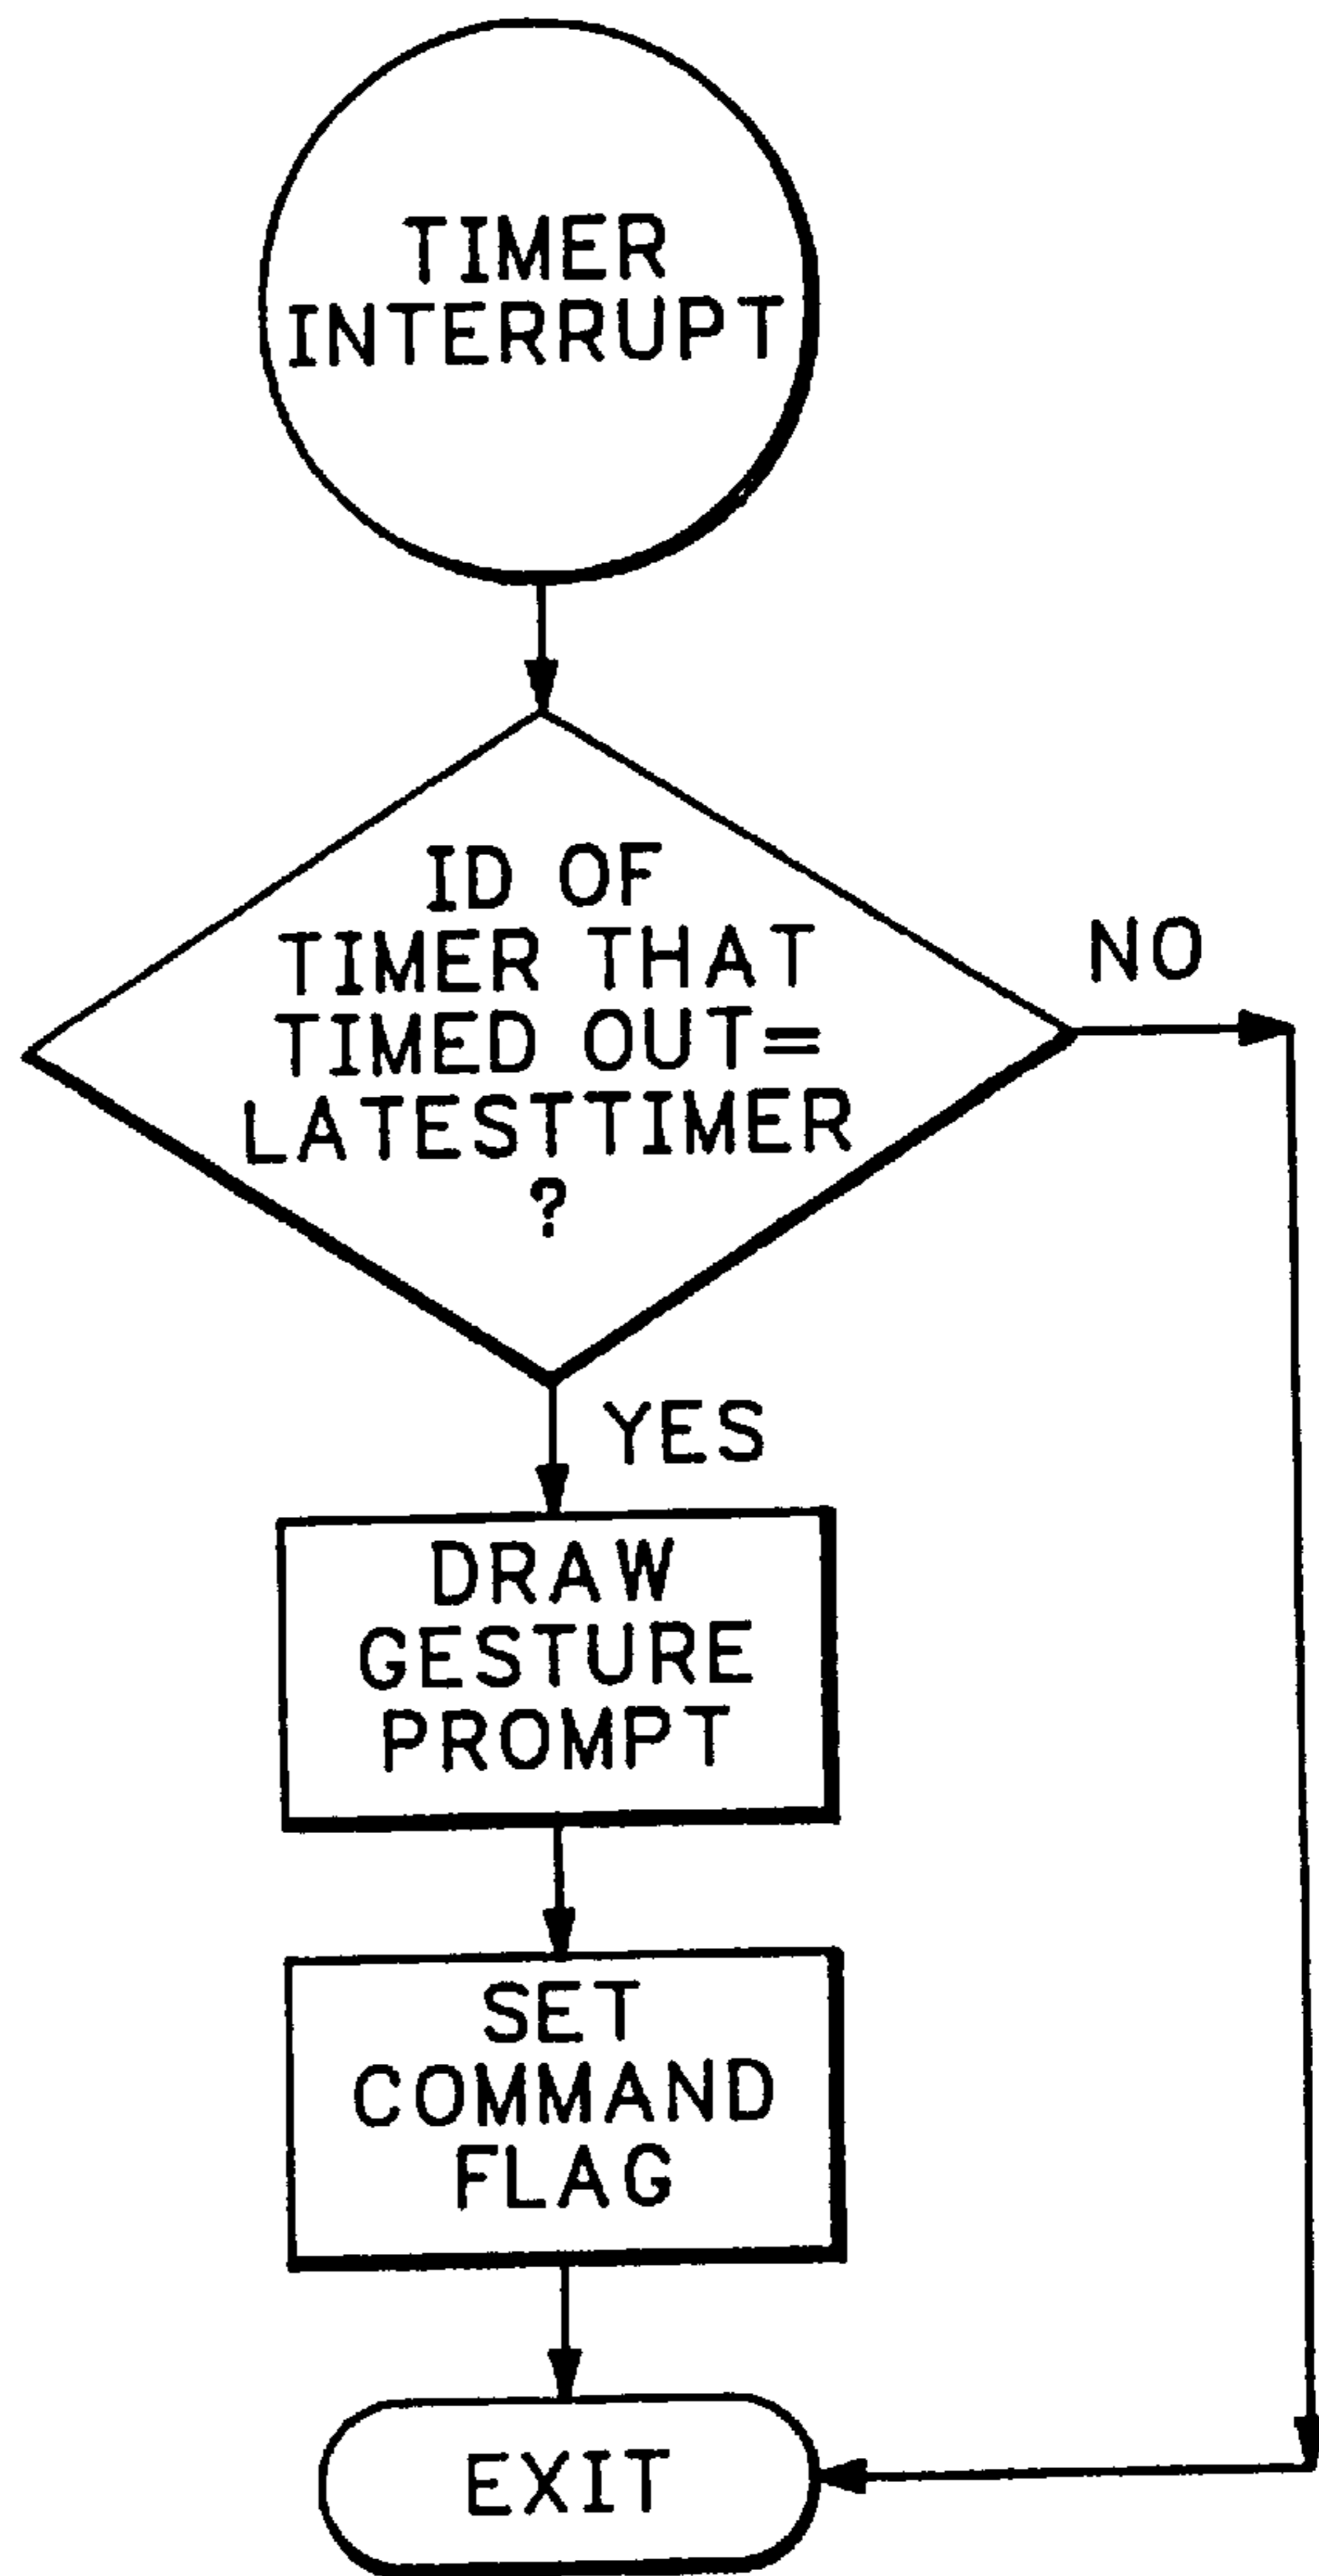 TIMER
INTERRUPT
ID OF
TIMER THAT
TIMED OUT=
LATESTTIMER
?
NO
YES
DRAW
GESTURE
PROMPT
SET
COMMAND
FLAG
EXIT